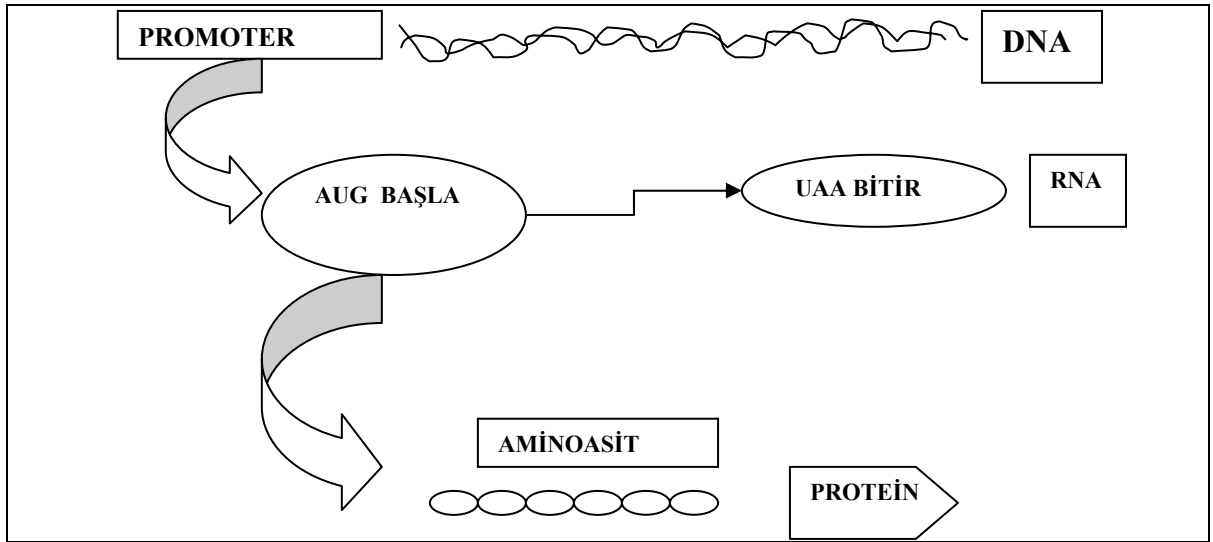 PROMOTER
DNA
AUG BAŞLA
UAA BİTİR
RNA
AMİNOASİT
PROTEİN